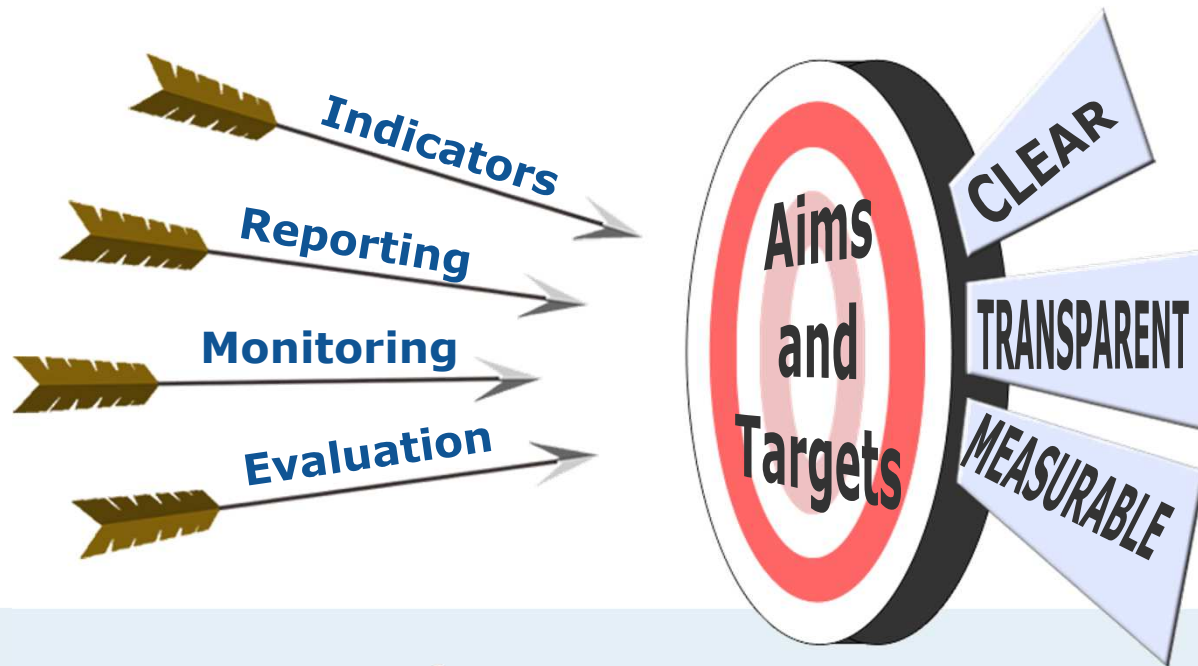 Indicators
Reporting
Monitoring
Evaluation
Aims
and
Targets
CLEAR
TRANSPARENT
MEASURABLE